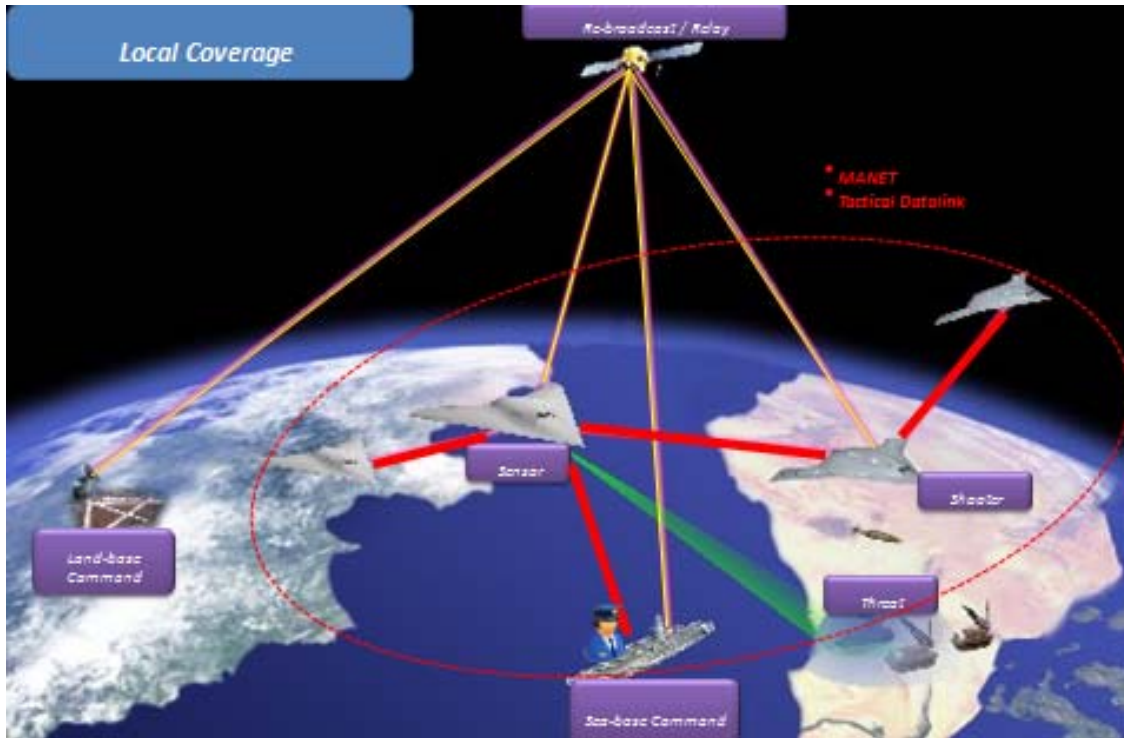 Re-broadcast / Relay
Local Coverage
• MANET
• Tactical Datalink
Sensor
Shooter
Land-base
Command
Threat
Sea-base Command